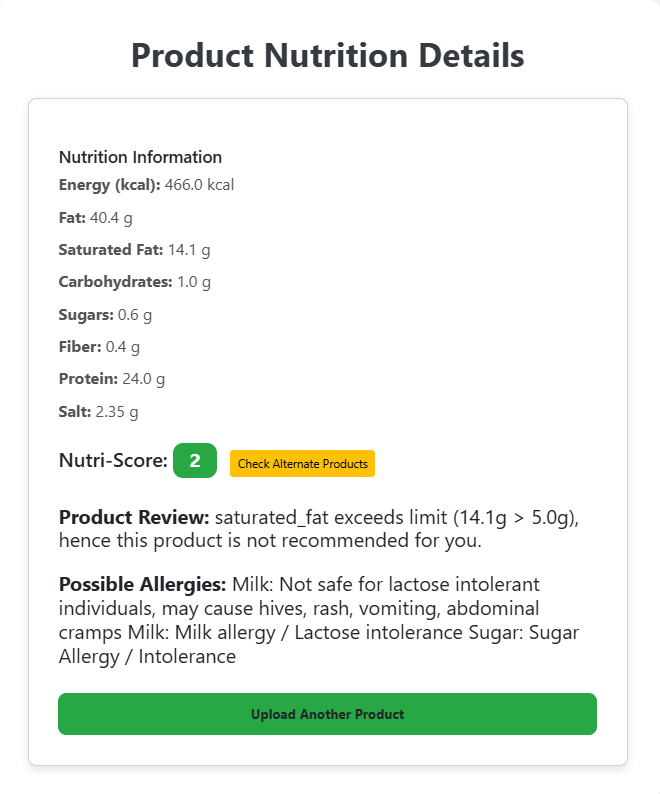 Product Nutrition Details
Nutrition Information
Energy (kcal): 466.0 kcal
Fat: 40.4 g
Saturated Fat: 14.1 g
Carbohydrates: 1.0 g
Sugars: 0.6 g
Fiber: 0.4 g
Protein: 24.0 g
Salt: 2.35 g
Nutri-Score: 2 Check Alternate Products
Product Review: saturated_fat exceeds limit (14.1g > 5.0g),
hence this product is not recommended for you.
Possible Allergies: Milk: Not safe for lactose intolerant
individuals, may cause hives, rash, vomiting, abdominal
cramps Milk: Milk allergy / Lactose intolerance Sugar: Sugar
Allergy / Intolerance
Upload Another Product